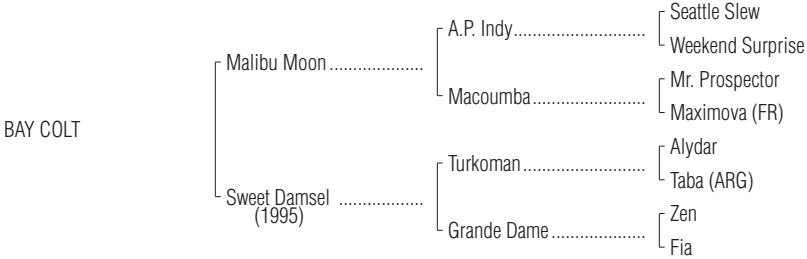 Seattle Slew
A.P. Indy............................
Weekend Surprise
Malibu Moon ....................
Mr. Prospector
Macoumba........................
Maximova (FR)
BAY COLT
Alydar
Turkoman..........................
Taba (ARG)
Sweet Damsel ..................
(1995)
Zen
Grande Dame....................
Fia